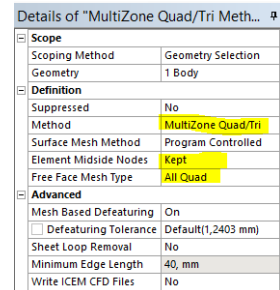 Details of "MultiZone Quad/Tri Meth...
Scope
Scoping Method Geometry Selection
Geometry 1 Body
Definition
Suppressed No
Method MultiZone Quad/Tri
Surface Mesh Method Program Controlled
Element Midside Nodes Kept
Free Face Mesh Type All Quad
Advanced
Mesh Based Defeaturing On
Defeaturing Tolerance Default(1,2403 mm)
Sheet Loop Removal No
Minimum Edge Length 40, mm
Write ICEM CFD Files No